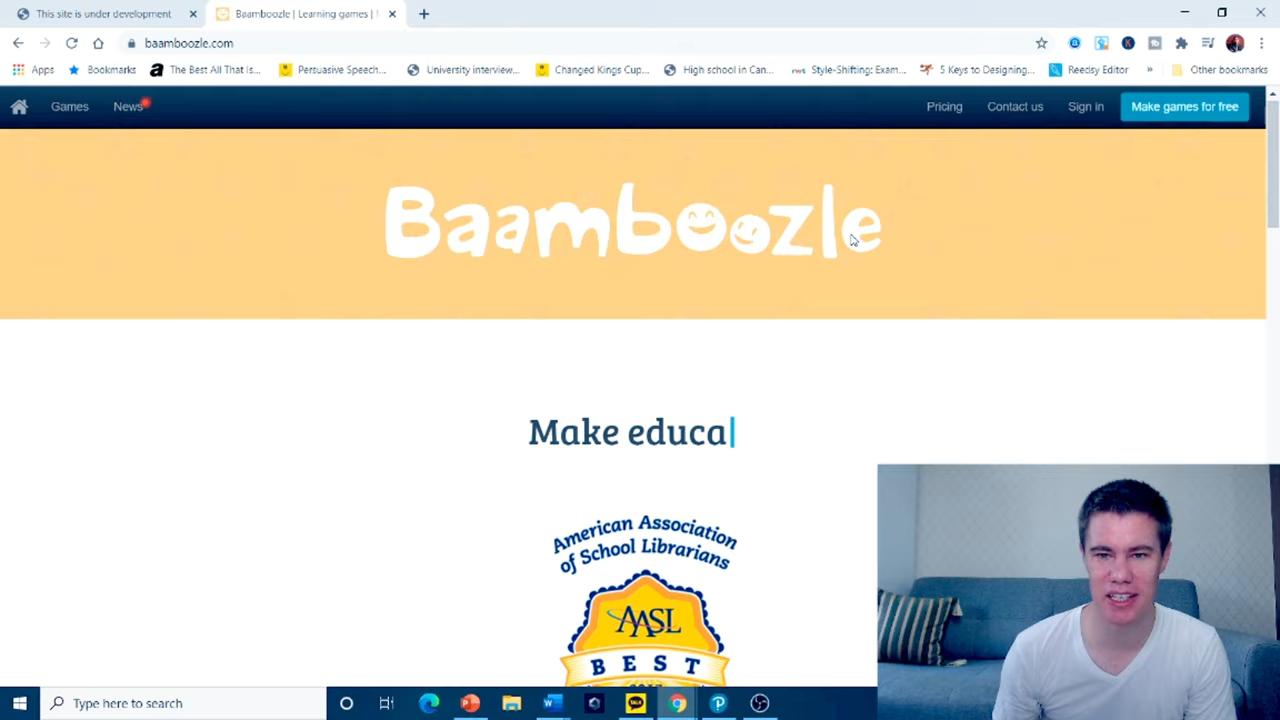 This site is under development
Baamboozle | Learning games |
baamboozle.com
Apps
Bookmarks
The Best All That Is...
Persuasive Speech...
University interview...
Changed Kings Cup...
High school in Can...
Style-Shifting: Exam...
5 Keys to Designing...
Reedsy Editor
»
Other bookmarks
Games
News
Pricing
Contact us
Sign in
Make games for free
Baamboozle
Make educa
American Association
of School Librarians
AASL
BEST
Type here to search
TALK